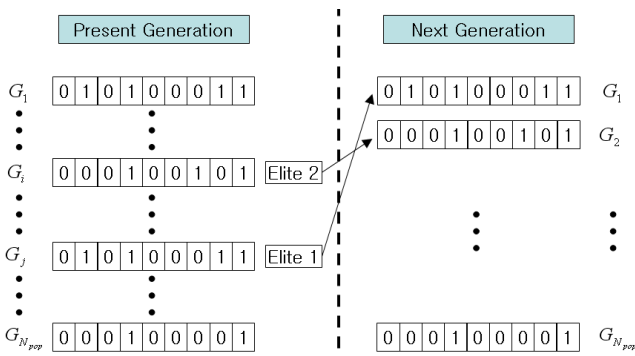 Present Generation
Next Generation
G1 0 1 0 1 0 0 0 1 1
0 1 0 1 0 0 0 1 1 G1
0 0 0 1 0 0 1 0 1 G2
Gi 0 0 0 1 0 0 1 0 1 Elite 2
Gj 0 1 0 1 0 0 0 1 1 Elite 1
GNpop 0 0 0 1 0 0 0 0 1
0 0 0 1 0 0 0 0 1 GNpop